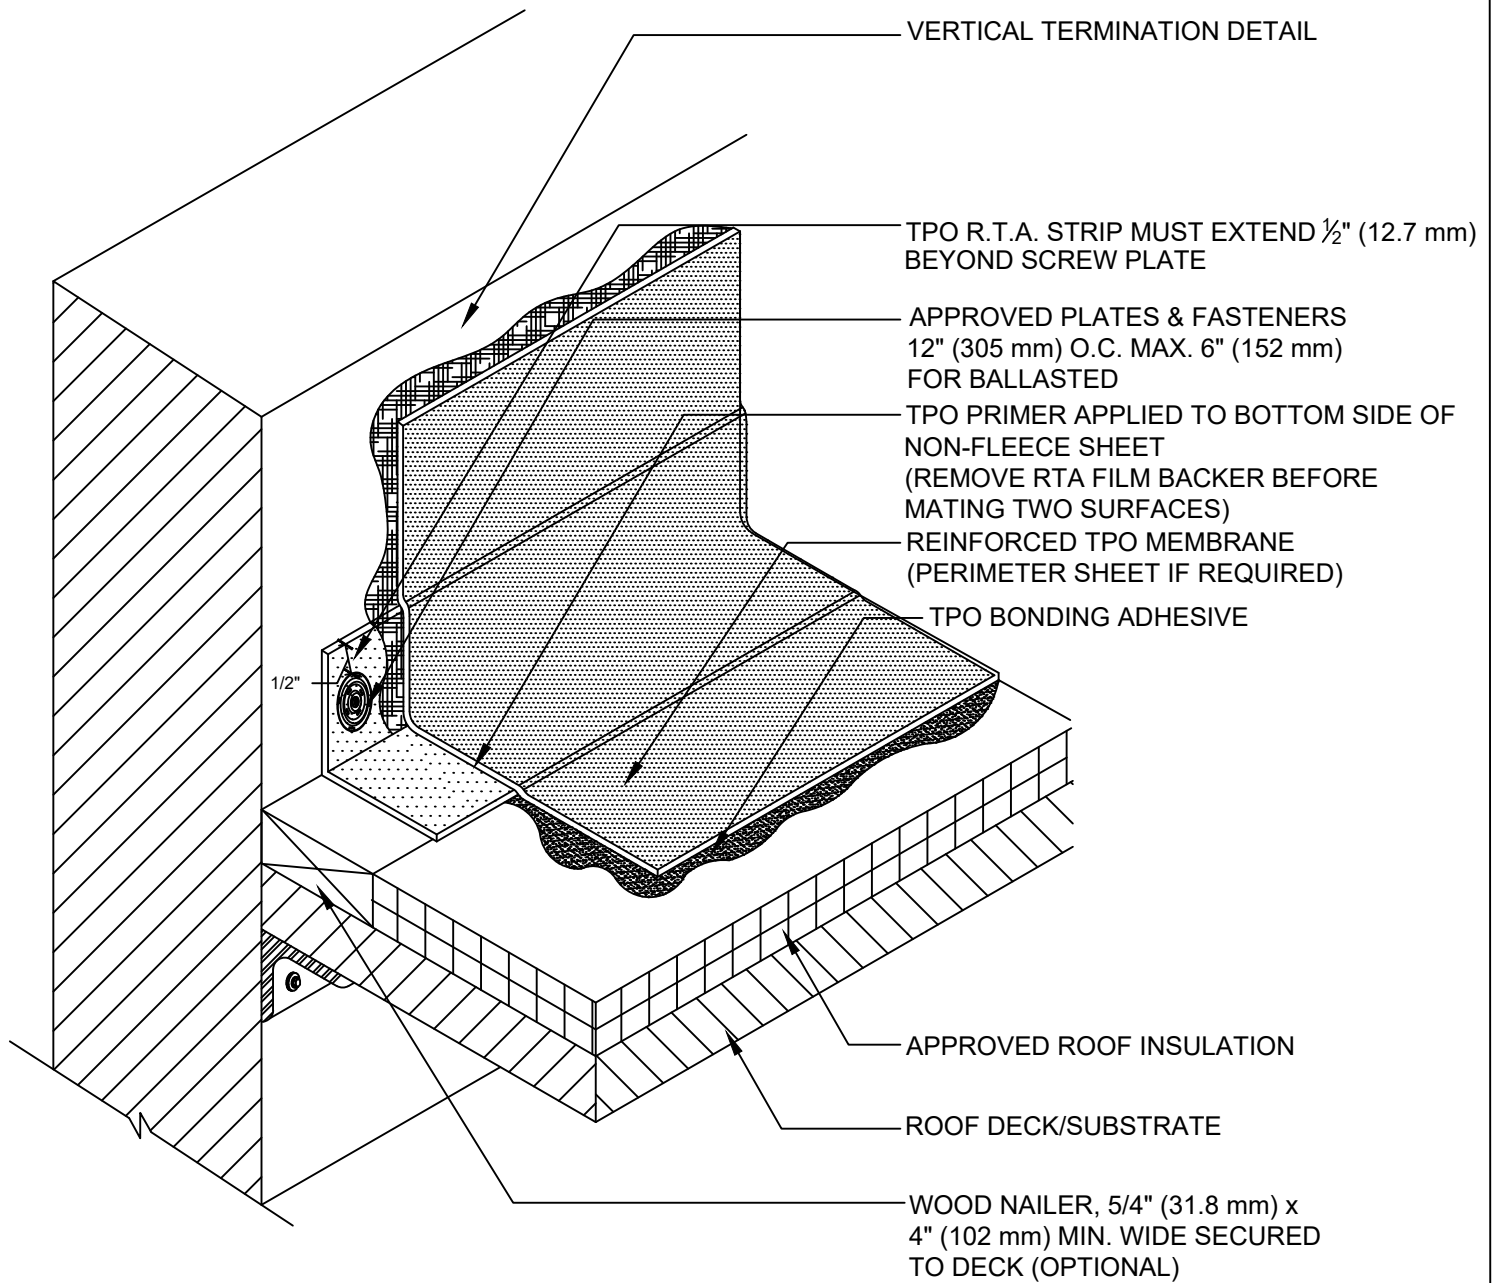 VERTICAL TERMINATION DETAIL
TPO R.T.A. STRIP MUST EXTEND ½" (12.7 mm)
BEYOND SCREW PLATE
APPROVED PLATES & FASTENERS
12" (305 mm) O.C. MAX. 6" (152 mm)
FOR BALLASTED
TPO PRIMER APPLIED TO BOTTOM SIDE OF
NON-FLEECE SHEET
(REMOVE RTA FILM BACKER BEFORE
MATING TWO SURFACES)
REINFORCED TPO MEMBRANE
(PERIMETER SHEET IF REQUIRED)
TPO BONDING ADHESIVE
1/2"
APPROVED ROOF INSULATION
ROOF DECK/SUBSTRATE
WOOD NAILER, 5/4" (31.8 mm) x
4" (102 mm) MIN. WIDE SECURED
TO DECK (OPTIONAL)